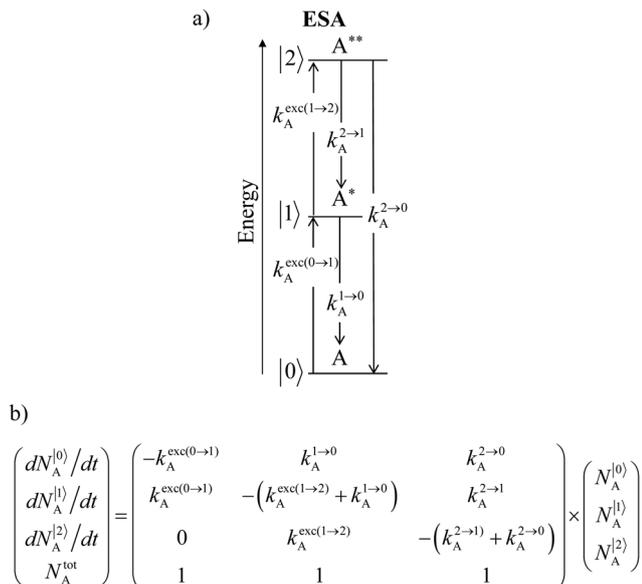 a) ESA
A**
|2⟩
k_A^{exc(1→2)}
k_A^{2→1}
A*
|1⟩ k_A^{2→0}
Energy
k_A^{exc(0→1)}
k_A^{1→0}
A
|0⟩
b)
(dN_A^{|0⟩}/dt) (−k_A^{exc(0→1)} k_A^{1→0} k_A^{2→0}) (N_A^{|0⟩})
(dN_A^{|1⟩}/dt) = (k_A^{exc(0→1)} −(k_A^{exc(1→2)} + k_A^{1→0}) k_A^{2→1}) × (N_A^{|1⟩})
(dN_A^{|2⟩}/dt) (0 k_A^{exc(1→2)} −(k_A^{2→1)} + k_A^{2→0})) (N_A^{|2⟩})
(N_A^{tot}) (1 1 1)